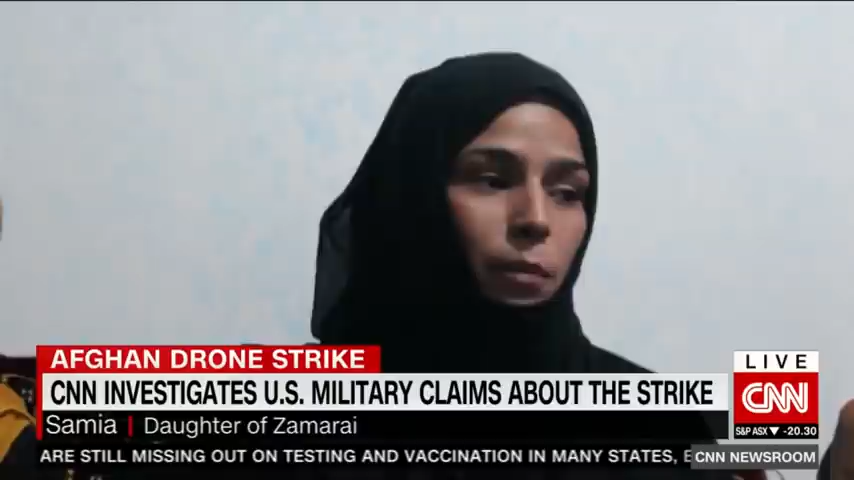 AFGHAN DRONE STRIKE
CNN INVESTIGATES U.S. MILITARY CLAIMS ABOUT THE STRIKE
Samia | Daughter of Zamarai
LIVE
CNN
S&P ASX ▼ -20.30
ARE STILL MISSING OUT ON TESTING AND VACCINATION IN MANY STATES, E
CNN NEWSROOM